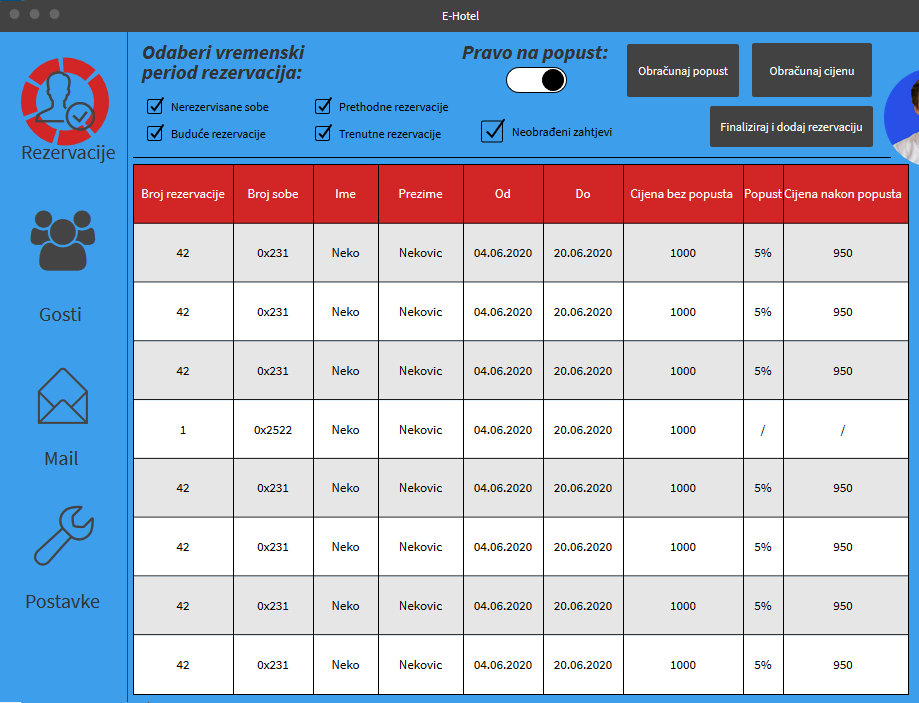 E-Hotel
Odaberi vremenski
period rezervacija:
Nerezervisane sobe
Prethodne rezervacije
Buduće rezervacije
Trenutne rezervacije
Pravo na popust:
Neobrađeni zahtjevi
Obračunaj popust
Obračunaj cijenu
Finaliziraj i dodaj rezervaciju
Rezervacije
Gosti
Mail
Postavke
Broj rezervacije Broj sobe Ime Prezime Od Do Cijena bez popusta Popust Cijena nakon popusta
42 0x231 Neko Nekovic 04.06.2020 20.06.2020 1000 5% 950
42 0x231 Neko Nekovic 04.06.2020 20.06.2020 1000 5% 950
42 0x231 Neko Nekovic 04.06.2020 20.06.2020 1000 5% 950
1 0x2522 Neko Nekovic 04.06.2020 20.06.2020 1000 / /
42 0x231 Neko Nekovic 04.06.2020 20.06.2020 1000 5% 950
42 0x231 Neko Nekovic 04.06.2020 20.06.2020 1000 5% 950
42 0x231 Neko Nekovic 04.06.2020 20.06.2020 1000 5% 950
42 0x231 Neko Nekovic 04.06.2020 20.06.2020 1000 5% 950